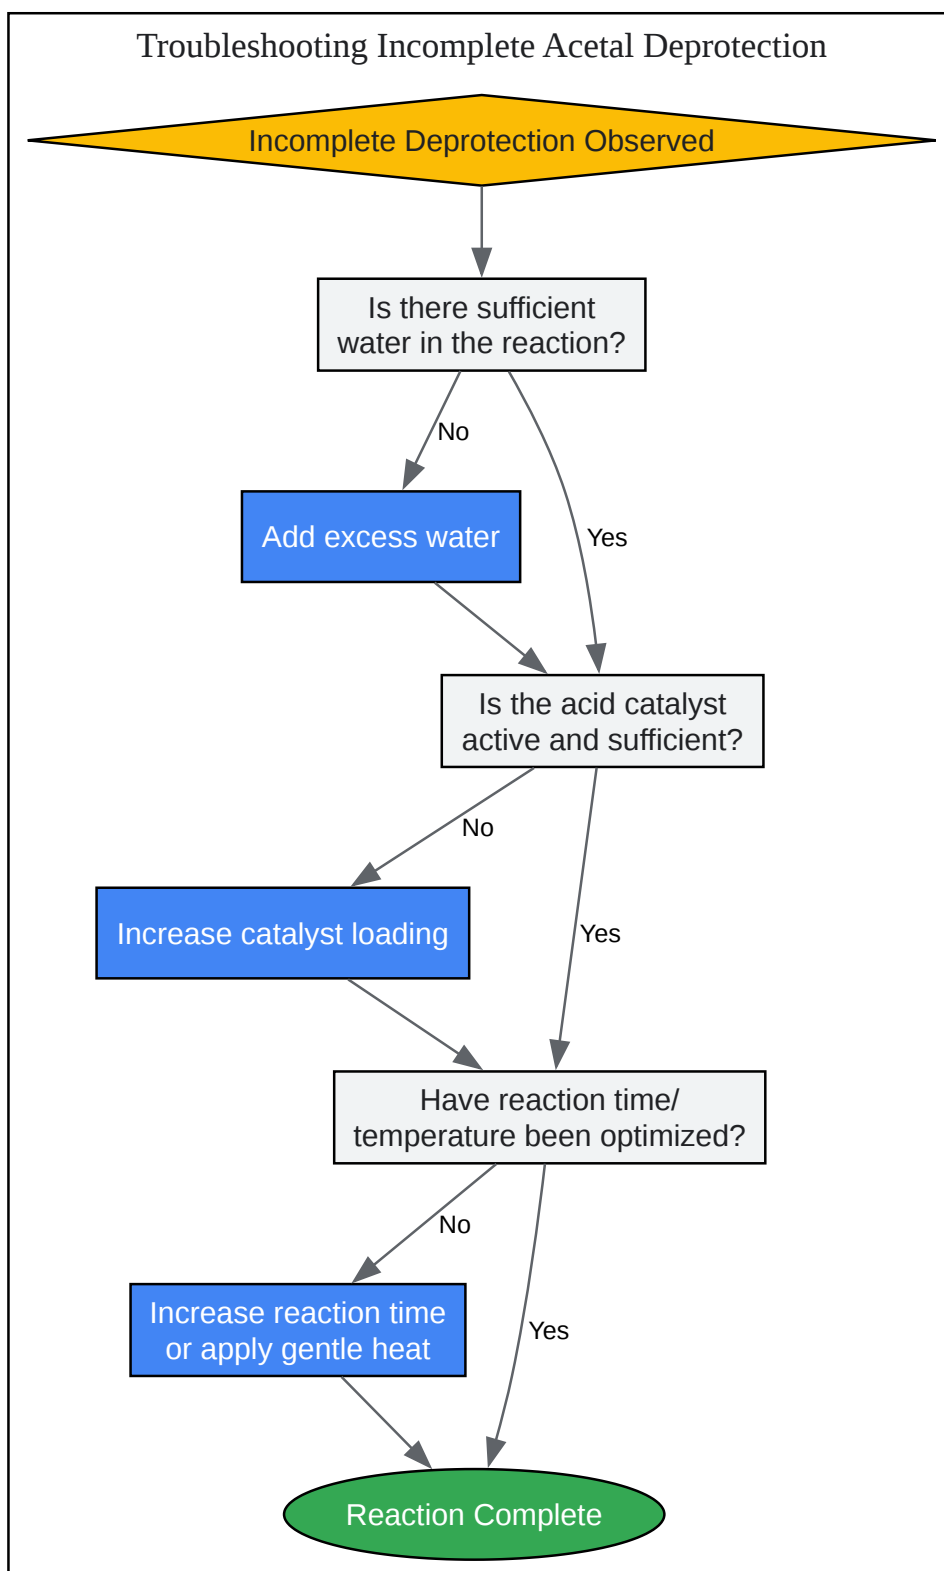 Troubleshooting Incomplete Acetal Deprotection
Incomplete Deprotection Observed
Is there sufficient
water in the reaction?
No
Add excess water
Yes
Is the acid catalyst
active and sufficient?
No
Increase catalyst loading
Yes
Have reaction time/
temperature been optimized?
No
Increase reaction time
or apply gentle heat
Yes
Reaction Complete